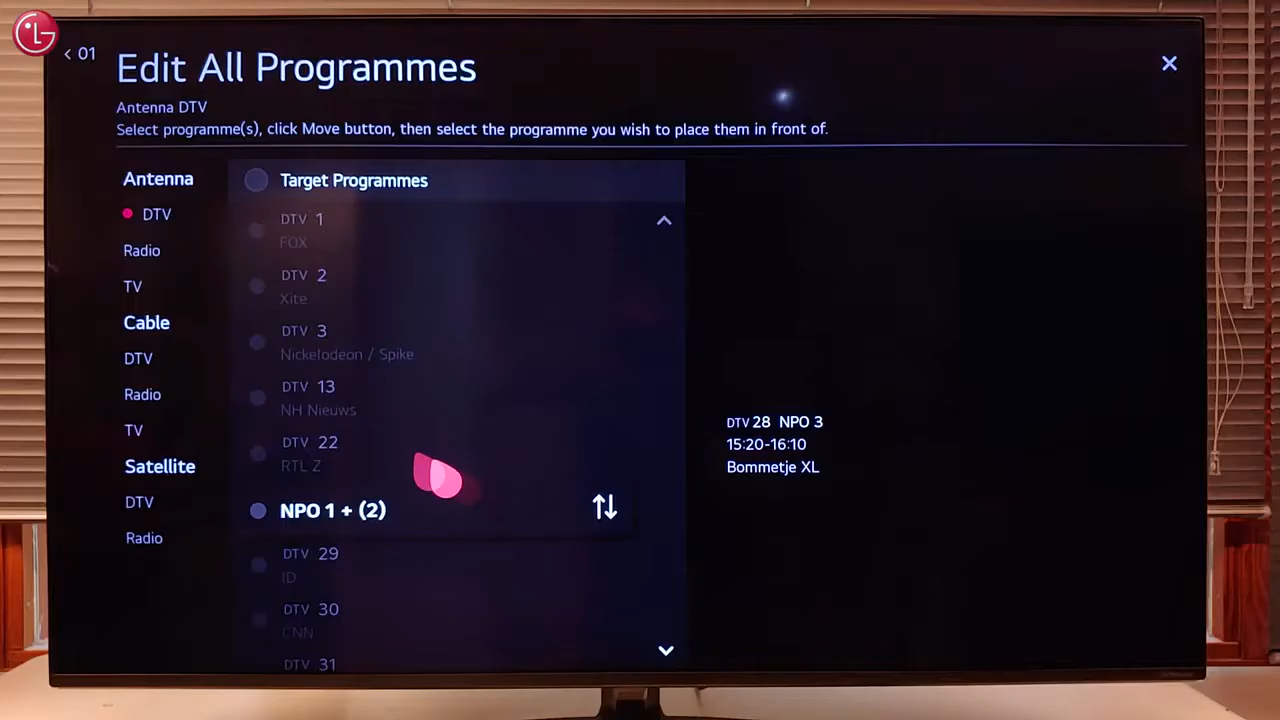 LG
< 01
Edit All Programmes
Antenna DTV
Select programme(s), click Move button, then select the programme you wish to place them in front of.
Antenna
DTV
Radio
TV
Cable
DTV
Radio
TV
Satellite
DTV
Radio
Target Programmes
DTV 1
FOX
DTV 2
Xite
DTV 3
Nickelodeon / Spike
DTV 13
NH Nieuws
DTV 22
RTL Z
NPO 1 + (2)
DTV 29
ID
DTV 30
CNN
DTV 31
DTV 28 NPO 3
15:20-16:10
Bommetje XL